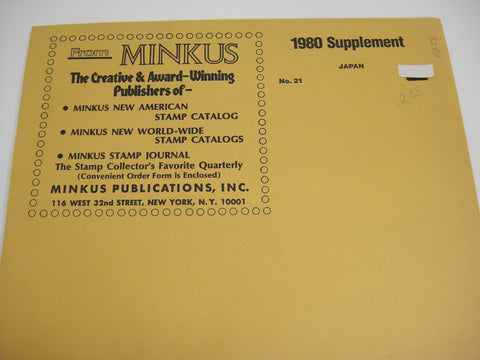 From MINKUS
The Creative & Award-Winning
Publishers of-
• MINKUS NEW AMERICAN
STAMP CATALOG
• MINKUS NEW WORLD-WIDE
STAMP CATALOGS
• MINKUS STAMP JOURNAL
The Stamp Collector's Favorite Quarterly
(Convenient Order Form is Enclosed)
MINKUS PUBLICATIONS, INC.
116 WEST 32nd STREET, NEW YORK, N.Y. 10001
1980 Supplement
JAPAN
No. 21